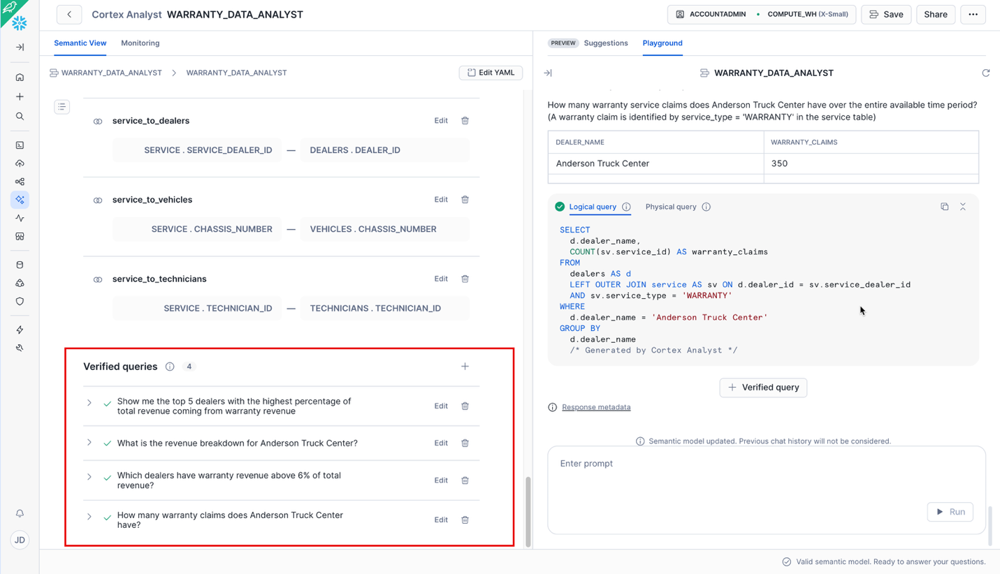 Cortex Analyst WARRANTY_DATA_ANALYST
ACCOUNTADMIN • COMPUTE_WH (X-Small)
Save
Share
Semantic View
Monitoring
PREVIEW Suggestions
Playground
WARRANTY_DATA_ANALYST > WARRANTY_DATA_ANALYST
Edit YAML
service_to_dealers
Edit
SERVICE . SERVICE_DEALER_ID — DEALERS . DEALER_ID
service_to_vehicles
Edit
SERVICE . CHASSIS_NUMBER — VEHICLES . CHASSIS_NUMBER
service_to_technicians
Edit
SERVICE . TECHNICIAN_ID — TECHNICIANS . TECHNICIAN_ID
Verified queries 4
Show me the top 5 dealers with the highest percentage of
total revenue coming from warranty revenue
Edit
What is the revenue breakdown for Anderson Truck Center?
Edit
Which dealers have warranty revenue above 6% of total
revenue?
Edit
How many warranty claims does Anderson Truck Center
have?
Edit
JD
WARRANTY_DATA_ANALYST
How many warranty service claims does Anderson Truck Center have over the entire available time period?
(A warranty claim is identified by service_type = 'WARRANTY' in the service table)
DEALER_NAME WARRANTY_CLAIMS
Anderson Truck Center 350
Logical query
Physical query
SELECT
d.dealer_name,
COUNT(sv.service_id) AS warranty_claims
FROM
dealers AS d
LEFT OUTER JOIN service AS sv ON d.dealer_id = sv.service_dealer_id
AND sv.service_type = 'WARRANTY'
WHERE
d.dealer_name = 'Anderson Truck Center'
GROUP BY
d.dealer_name
/* Generated by Cortex Analyst */
+ Verified query
Response metadata
Semantic model updated. Previous chat history will not be considered.
Enter prompt
Run
Valid semantic model. Ready to answer your questions.